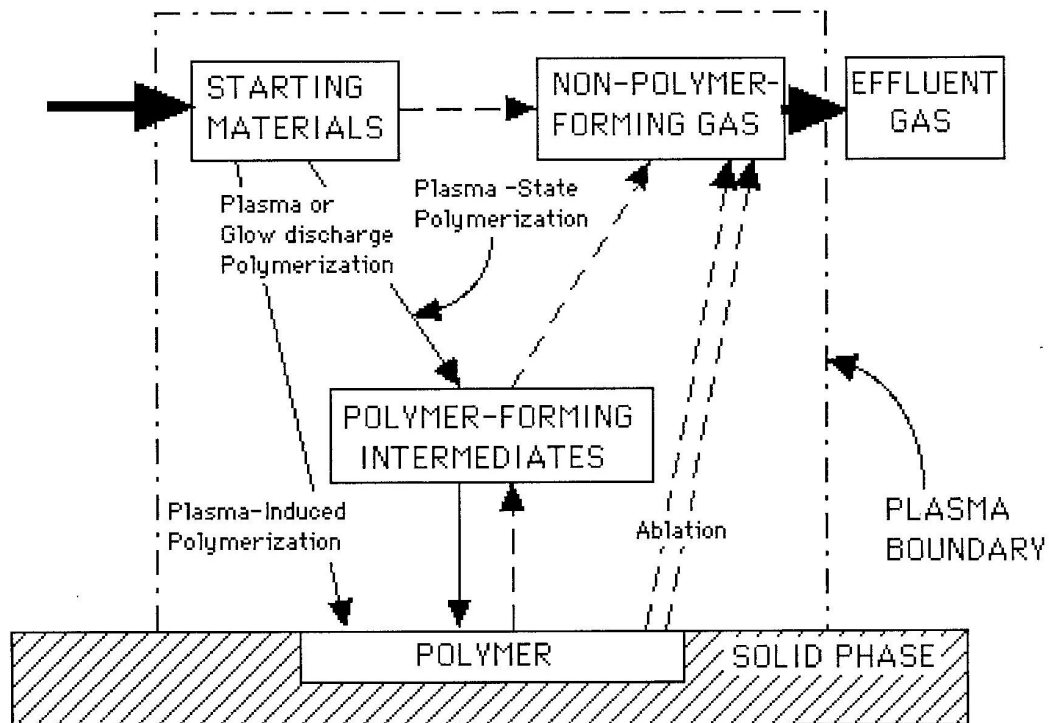 STARTING
MATERIALS
NON-POLYMER-
FORMING GAS
EFFLUENT
GAS
Plasma or
Glow discharge
Polymerization
Plasma -State
Polymerization
POLYMER-FORMING
INTERMEDIATES
Plasma-Induced
Polymerization
Ablation
PLASMA
BOUNDARY
POLYMER
SOLID PHASE